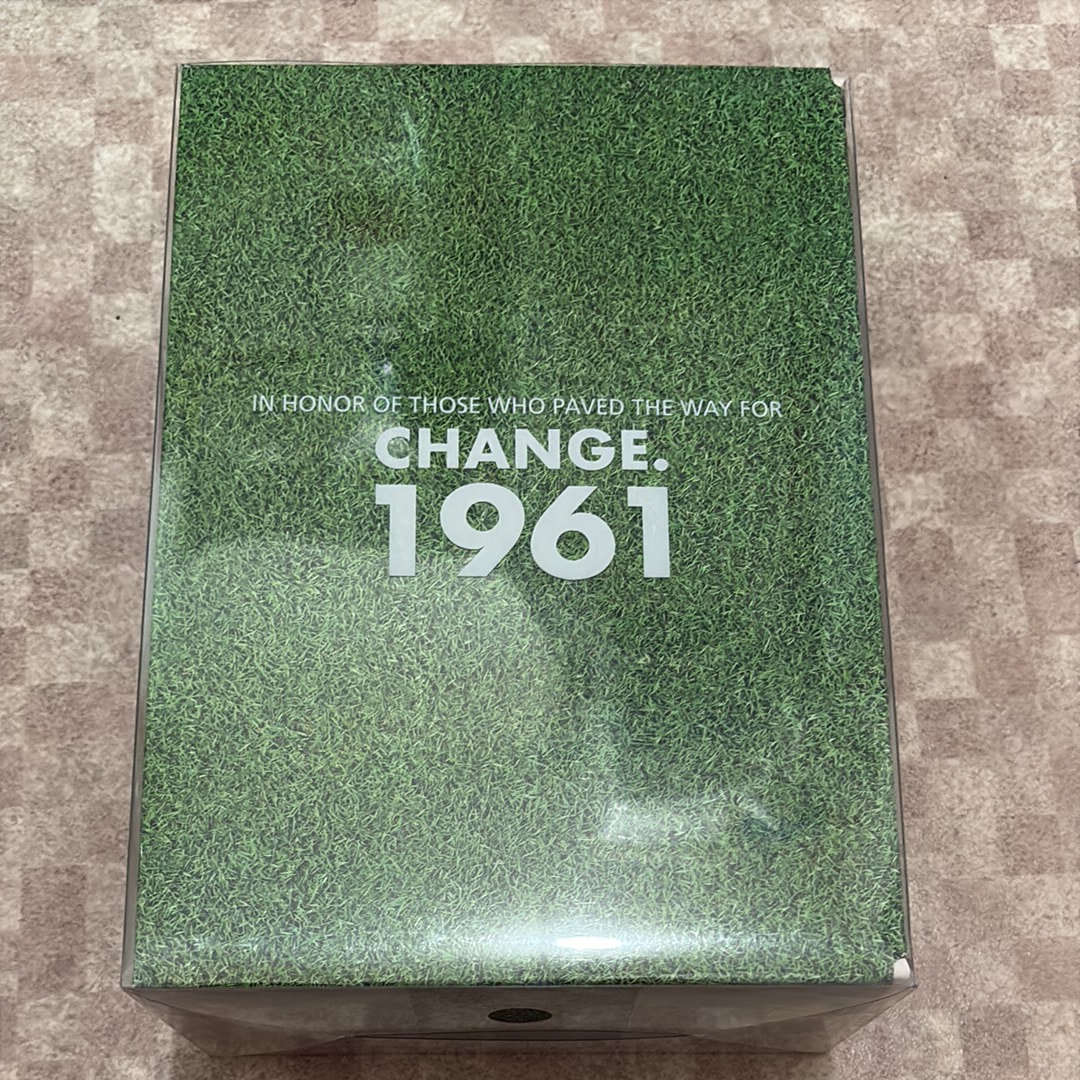 IN HONOR OF THOSE WHO PAVED THE WAY FOR
CHANGE.
1961